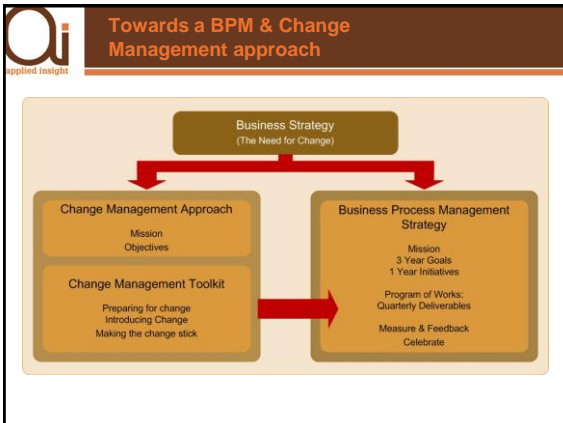 Towards a BPM & Change
Management approach
applied insight
Business Strategy
(The Need for Change)
Change Management Approach
Mission
Objectives
Change Management Toolkit
Preparing for change
Introducing Change
Making the change stick
Business Process Management
Strategy
Mission
3 Year Goals
1 Year Initiatives
Program of Works:
Quarterly Deliverables
Measure & Feedback
Celebrate